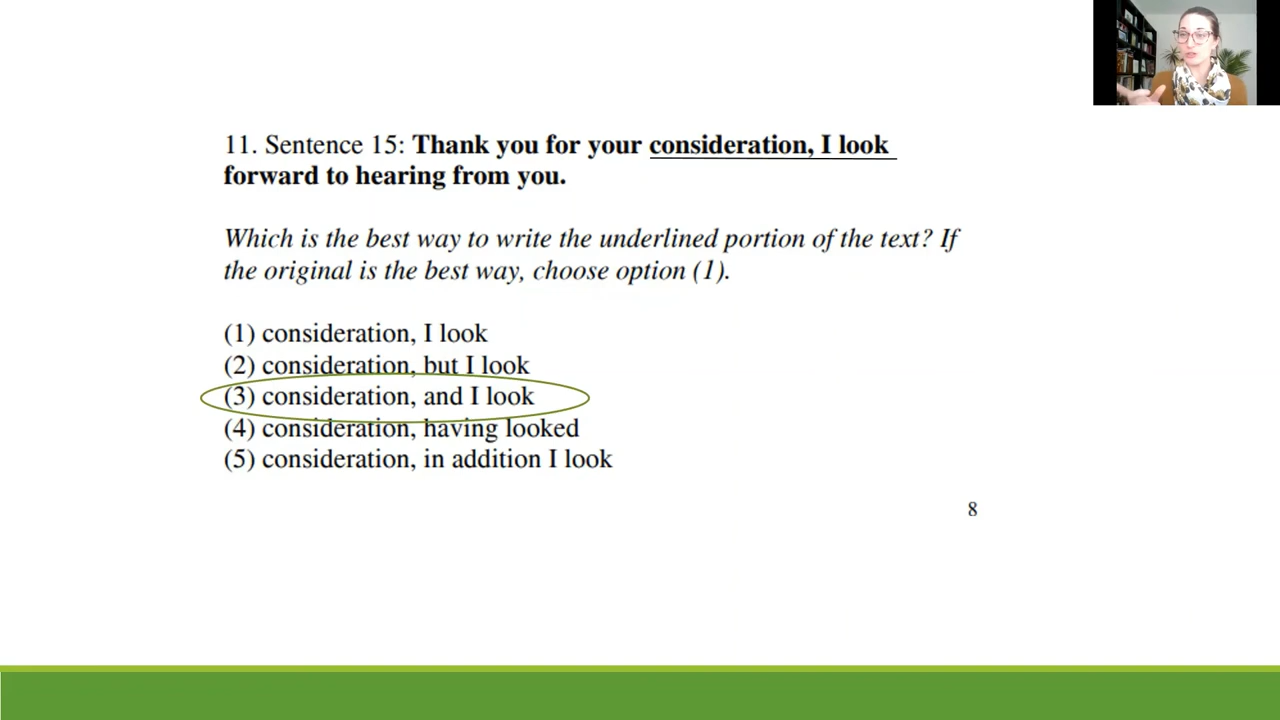 11. Sentence 15: Thank you for your consideration, I look
forward to hearing from you.
Which is the best way to write the underlined portion of the text? If
the original is the best way, choose option (1).
(1) consideration, I look
(2) consideration, but I look
(3) consideration, and I look
(4) consideration, having looked
(5) consideration, in addition I look
8